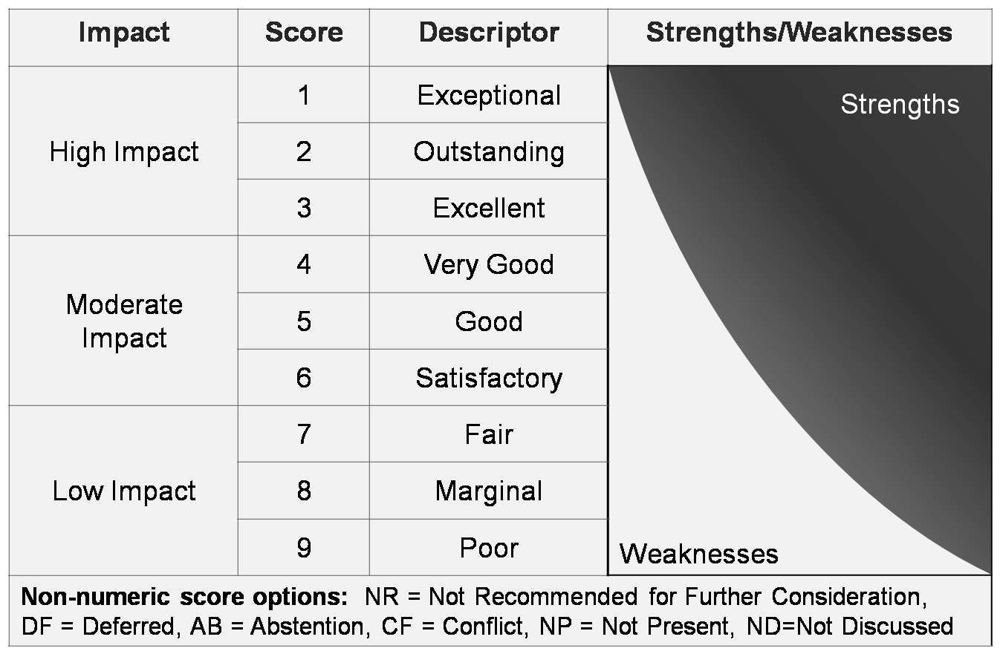 Impact Score Descriptor Strengths/Weaknesses
High Impact
1 Exceptional
Strengths
2 Outstanding
3 Excellent
Moderate
Impact
4 Very Good
5 Good
6 Satisfactory
Low Impact
7 Fair
8 Marginal
9 Poor
Weaknesses
Non-numeric score options: NR = Not Recommended for Further Consideration,
DF = Deferred, AB = Abstention, CF = Conflict, NP = Not Present, ND=Not Discussed